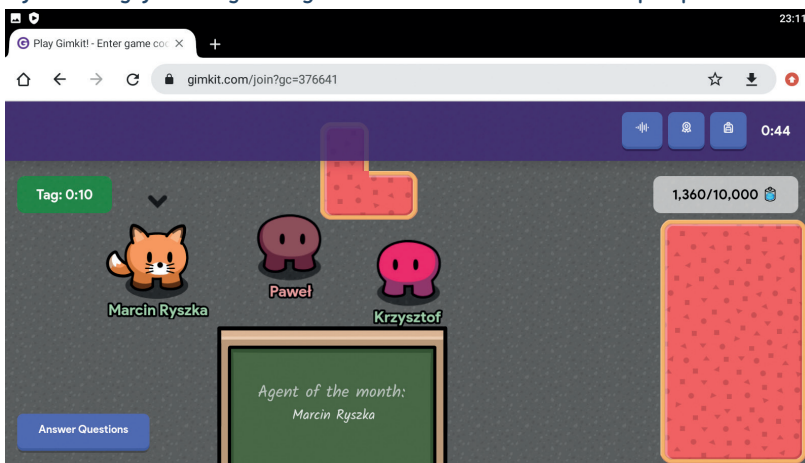 23:11
Play Gimkit! - Enter game coc
gimkit.com/join?gc=376641
0:44
Tag: 0:10
1,360/10,000
Marcin Ryszka
Paweł
Krzysztof
Agent of the month:
Marcin Ryszka
Answer Questions